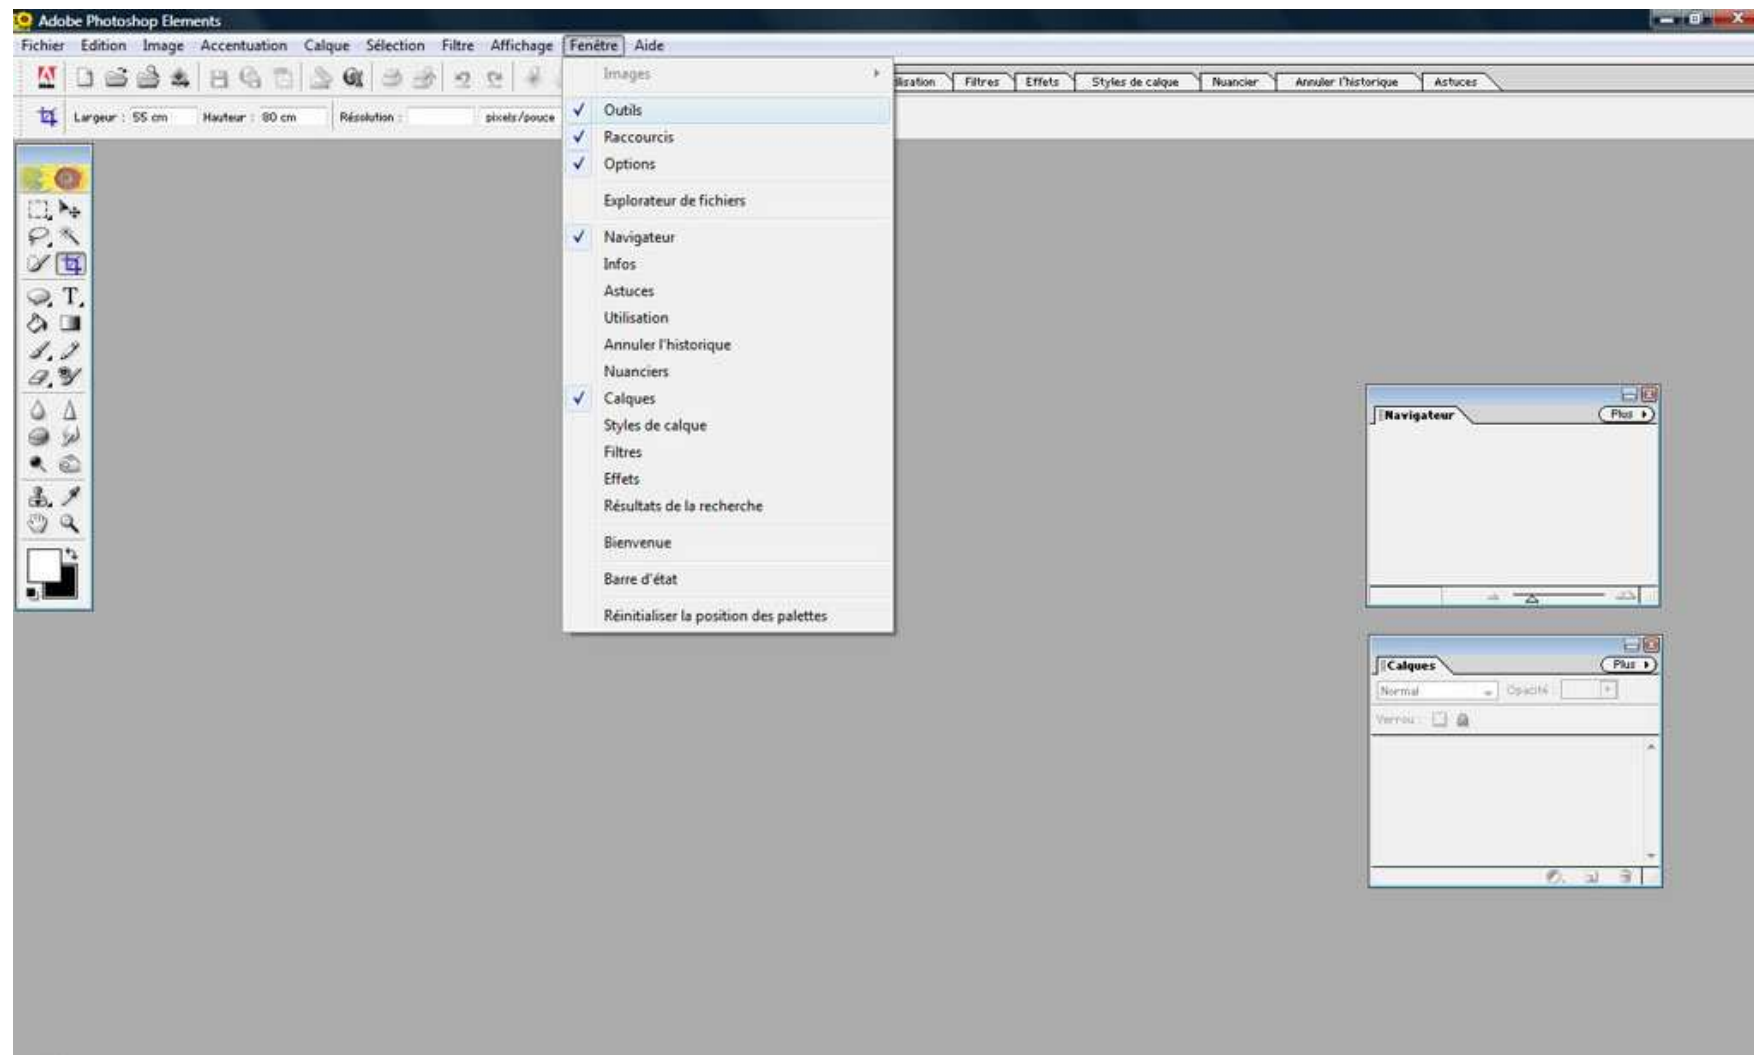 Adobe Photoshop Elements
Fichier Edition Image Accentuation Calque Sélection Filtre Affichage Fenêtre Aide
Filtres Effets Styles de calque Nuancier Annuler l'historique Astuces
Largeur : 55 cm Hauteur : 80 cm Résolution : pixels/pouce
Images
Outils
Raccourcis
Options
Explorateur de fichiers
Navigateur
Infos
Astuces
Utilisation
Annuler l'historique
Nuanciers
Calques
Styles de calque
Filtres
Effets
Résultats de la recherche
Bienvenue
Barre d'état
Réinitialiser la position des palettes
T
Navigateur Plus
Calques Plus
Normal Opacité :
Verrou :